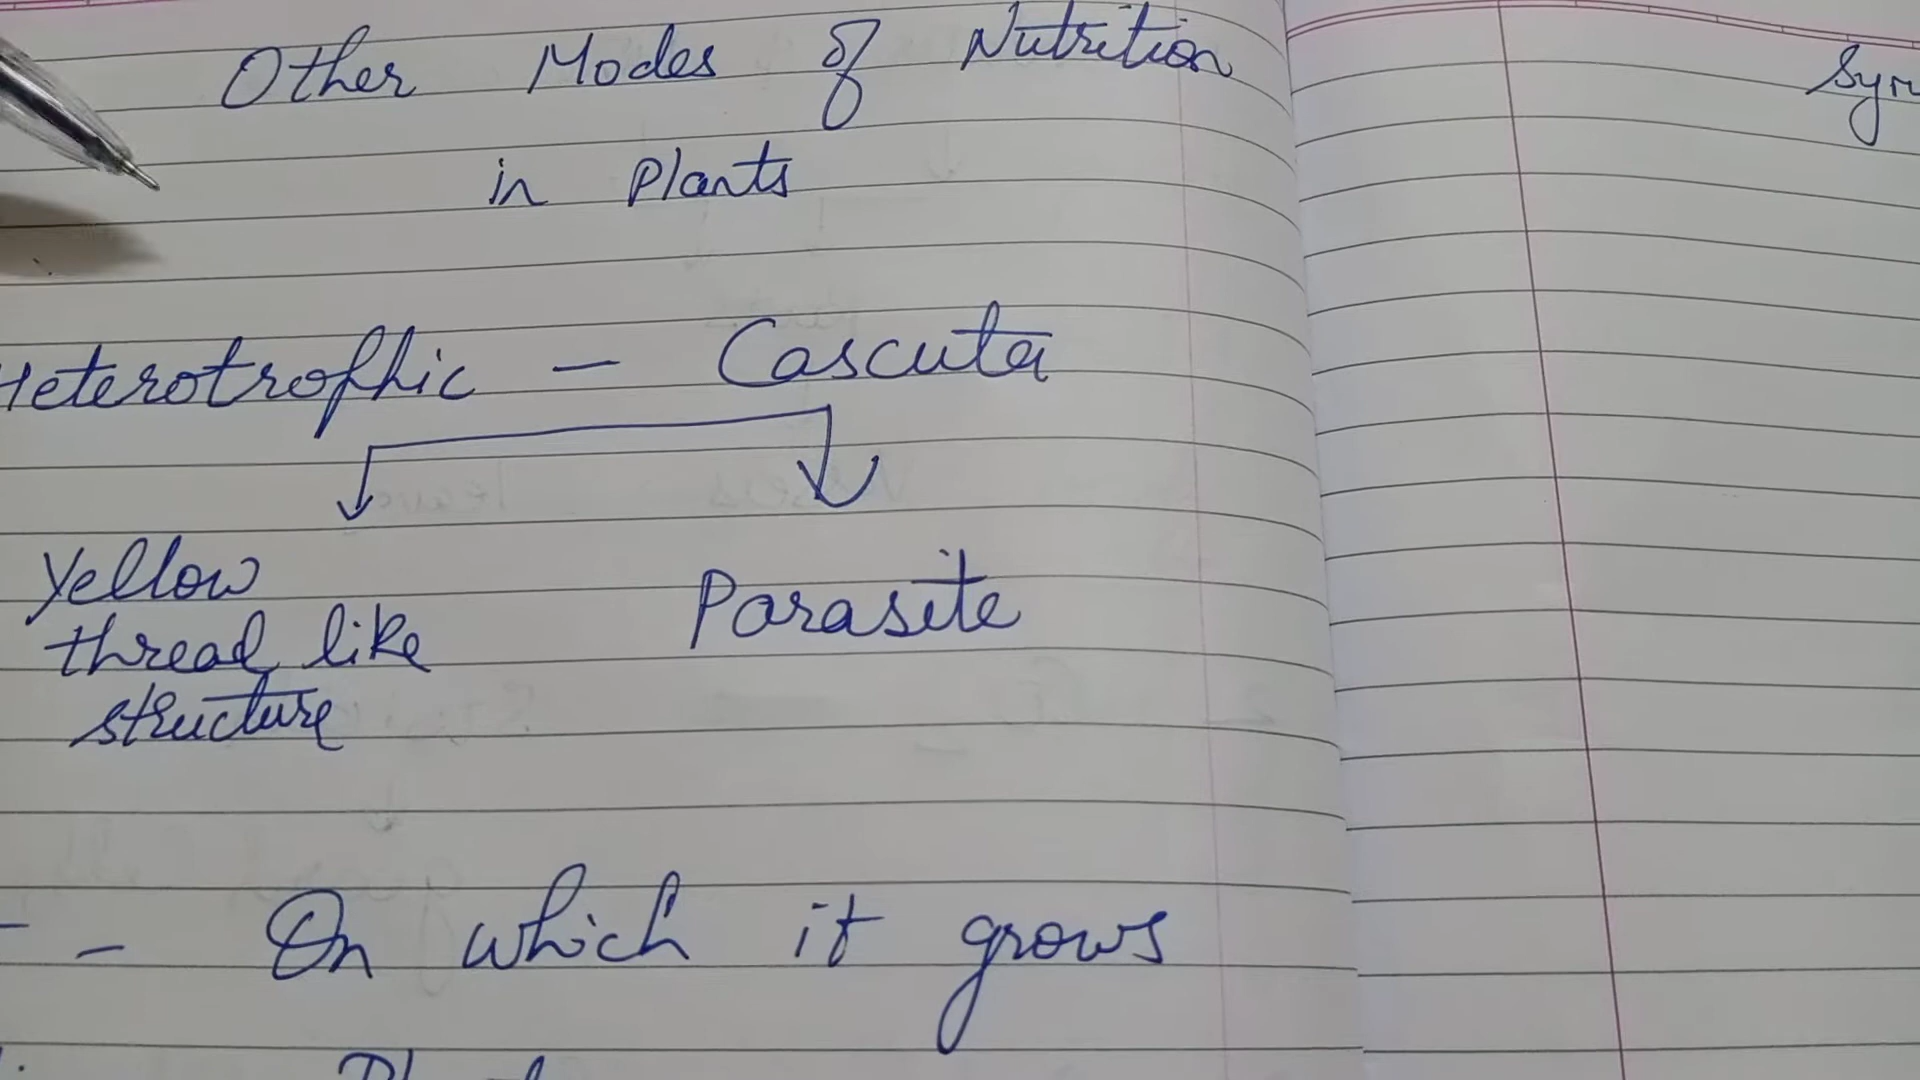 Other Modes of Nutrition
in Plants
Heterotrophic - Cascuta
Yellow
thread like
structure
Parasite
- On which it grows